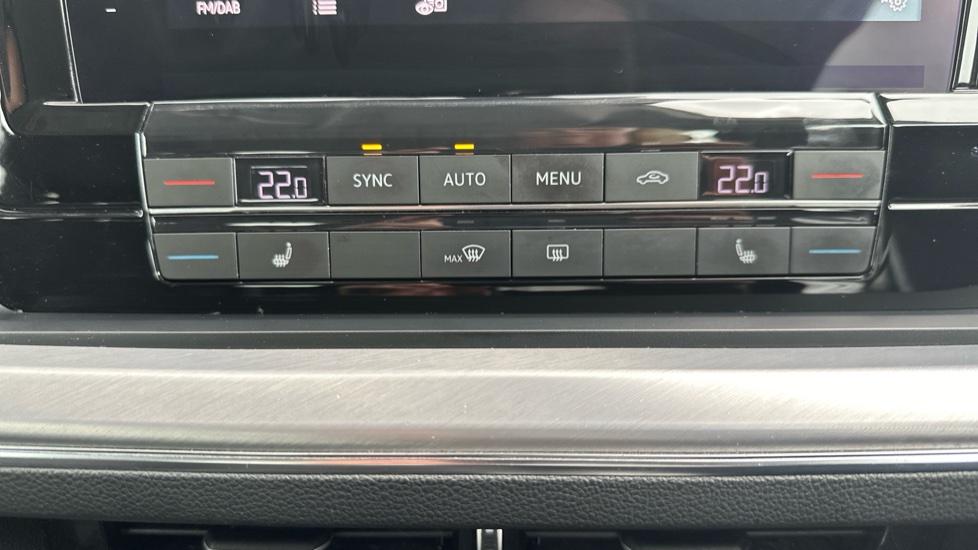 FM/DAB
22.0 SYNC AUTO MENU 22.0
MAX